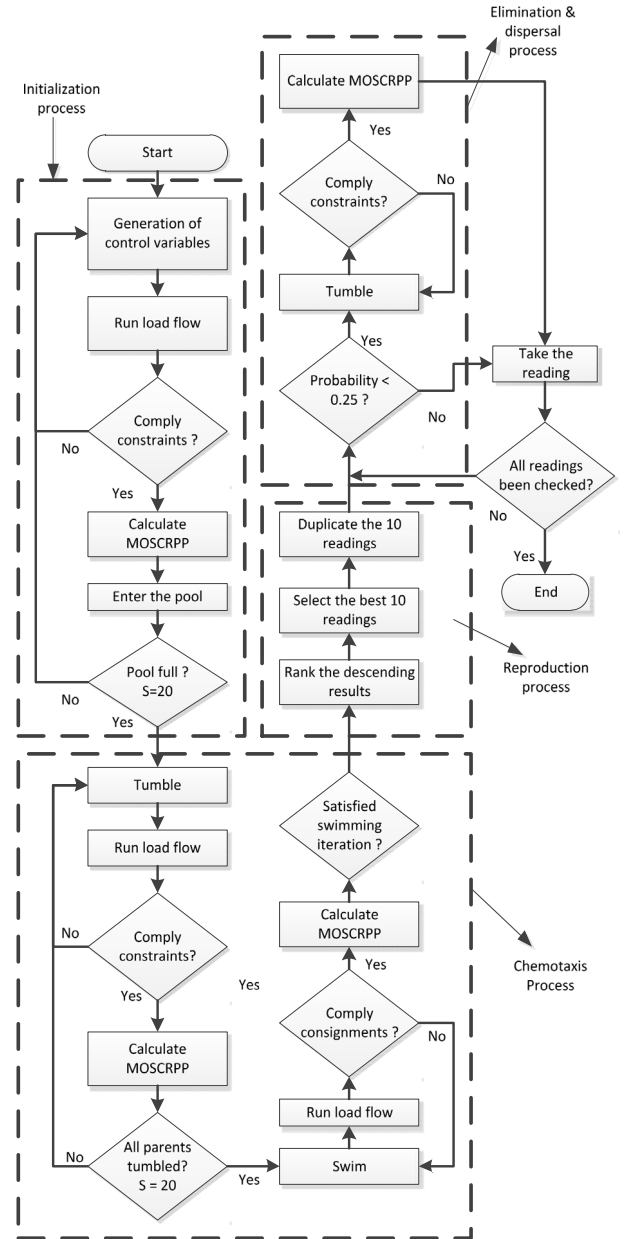 Initialization
process
Start
Generation of
control variables
Run load flow
Comply
constraints ?
No
Yes
Calculate
MOSCRPP
Enter the pool
Pool full ?
S=20
No
Yes
Tumble
Run load flow
Comply
constraints?
No
Yes
Calculate
MOSCRPP
All parents
tumbled?
S = 20
No
Yes
Swim
Run load flow
Comply
consignments ?
No
Yes
Yes
Calculate
MOSCRPP
Satisfied
swimming
iteration ?
Chemotaxis
Process
Rank the descending
results
Select the best 10
readings
Duplicate the 10
readings
Reproduction
process
Probability <
0.25 ?
No
Yes
Tumble
Comply
constraints?
No
Yes
Calculate MOSCRPP
Elimination &
dispersal
process
Take the
reading
All readings
been checked?
No
Yes
End